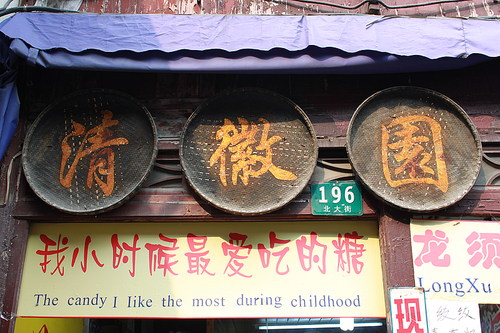 清徽園
196
北大街
我小时候最爱吃的糖
The candy I like the most during childhood
龙须
LongXu
现